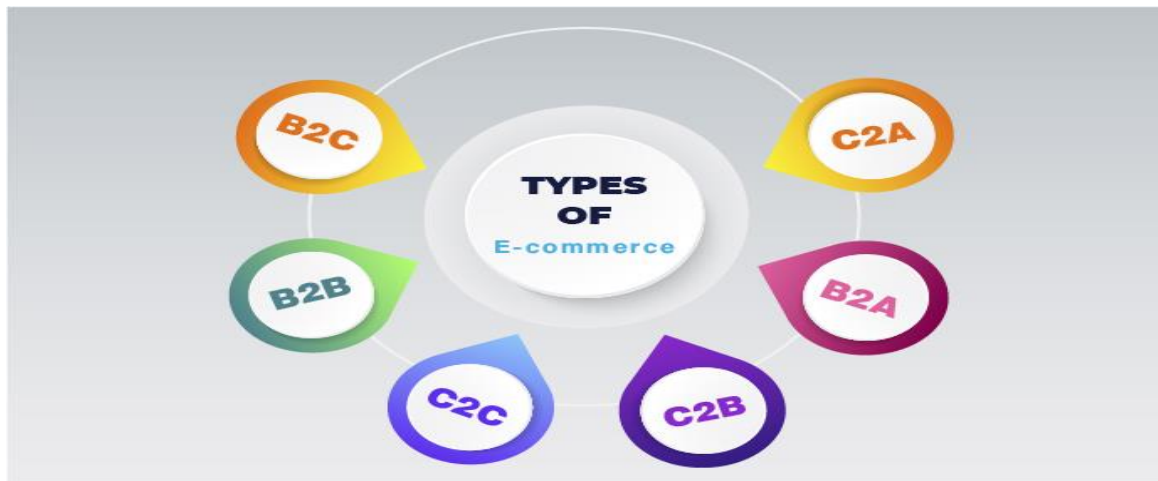 TYPES
OF
E-commerce
B2C
B2B
C2C
C2B
B2A
C2A